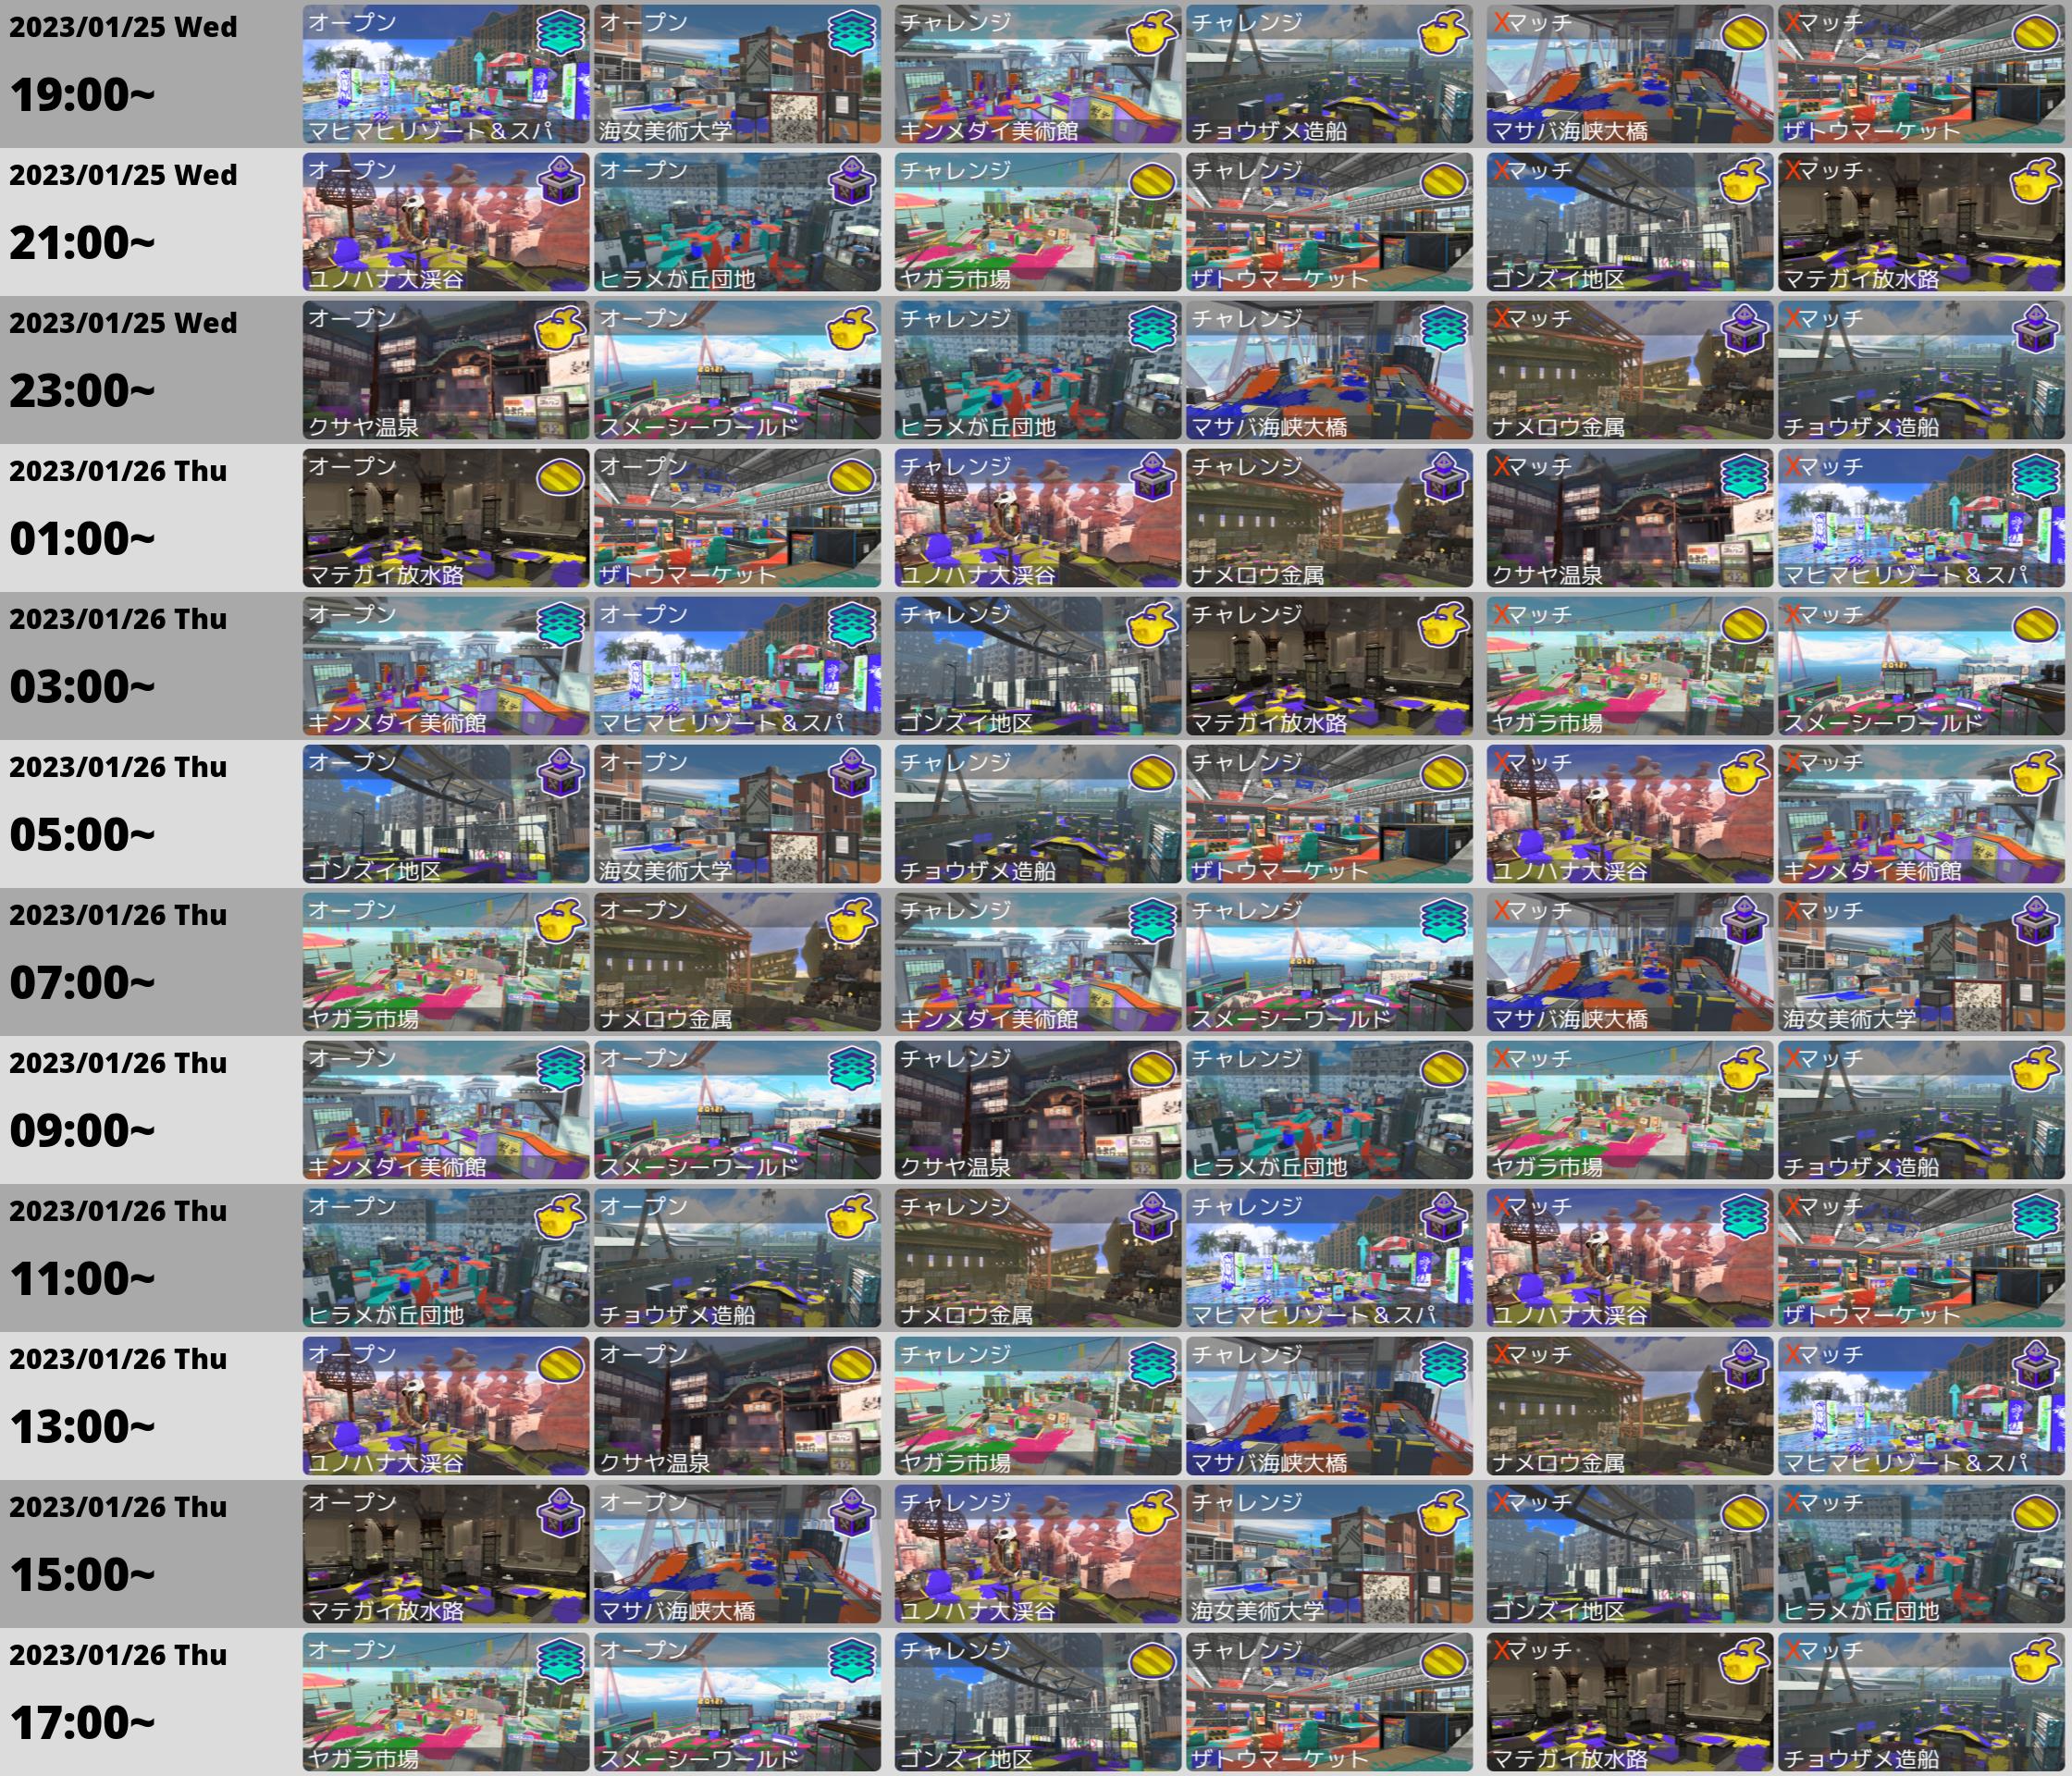 2023/01/25 Wed
19:00~
オープン
マヒマヒリゾート＆スパ
オープン
海女美術大学
チャレンジ
キンメダイ美術館
チャレンジ
チョウザメ造船
Xマッチ
マサバ海峡大橋
Xマッチ
ザトウマーケット
2023/01/25 Wed
21:00~
オープン
ユノハナ大渓谷
オープン
ヒラメが丘団地
チャレンジ
ヤガラ市場
チャレンジ
ザトウマーケット
Xマッチ
ゴンズイ地区
Xマッチ
マテガイ放水路
2023/01/25 Wed
23:00~
オープン
クサヤ温泉
オープン
スメーシーワールド
チャレンジ
ヒラメが丘団地
チャレンジ
マサバ海峡大橋
Xマッチ
ナメロウ金属
Xマッチ
チョウザメ造船
2023/01/26 Thu
01:00~
オープン
マテガイ放水路
オープン
ザトウマーケット
チャレンジ
ユノハナ大渓谷
チャレンジ
ナメロウ金属
Xマッチ
クサヤ温泉
Xマッチ
マヒマヒリゾート＆スパ
2023/01/26 Thu
03:00~
オープン
キンメダイ美術館
オープン
マヒマヒリゾート＆スパ
チャレンジ
ゴンズイ地区
チャレンジ
マテガイ放水路
Xマッチ
ヤガラ市場
Xマッチ
スメーシーワールド
2023/01/26 Thu
05:00~
オープン
ゴンズイ地区
オープン
海女美術大学
チャレンジ
チョウザメ造船
チャレンジ
ザトウマーケット
Xマッチ
ユノハナ大渓谷
Xマッチ
キンメダイ美術館
2023/01/26 Thu
07:00~
オープン
ヤガラ市場
オープン
ナメロウ金属
チャレンジ
キンメダイ美術館
チャレンジ
スメーシーワールド
Xマッチ
マサバ海峡大橋
Xマッチ
海女美術大学
2023/01/26 Thu
09:00~
オープン
キンメダイ美術館
オープン
スメーシーワールド
チャレンジ
クサヤ温泉
チャレンジ
ヒラメが丘団地
Xマッチ
ヤガラ市場
Xマッチ
チョウザメ造船
2023/01/26 Thu
11:00~
オープン
ヒラメが丘団地
オープン
チョウザメ造船
チャレンジ
ナメロウ金属
チャレンジ
マヒマヒリゾート＆スパ
Xマッチ
ユノハナ大渓谷
Xマッチ
ザトウマーケット
2023/01/26 Thu
13:00~
オープン
ユノハナ大渓谷
オープン
クサヤ温泉
チャレンジ
ヤガラ市場
チャレンジ
マサバ海峡大橋
Xマッチ
ナメロウ金属
Xマッチ
マヒマヒリゾート＆スパ
2023/01/26 Thu
15:00~
オープン
マテガイ放水路
オープン
マサバ海峡大橋
チャレンジ
ユノハナ大渓谷
チャレンジ
海女美術大学
Xマッチ
ゴンズイ地区
Xマッチ
ヒラメが丘団地
2023/01/26 Thu
17:00~
オープン
ヤガラ市場
オープン
スメーシーワールド
チャレンジ
ゴンズイ地区
チャレンジ
ザトウマーケット
Xマッチ
マテガイ放水路
Xマッチ
チョウザメ造船